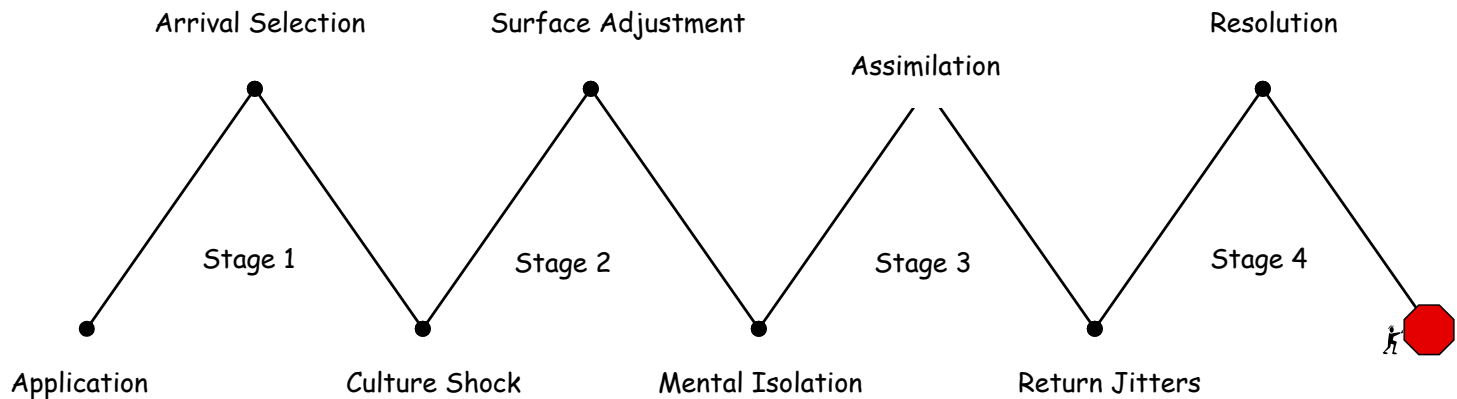 Arrival Selection
Surface Adjustment
Assimilation
Resolution
Stage 1
Stage 2
Stage 3
Stage 4
Application
Culture Shock
Mental Isolation
Return Jitters